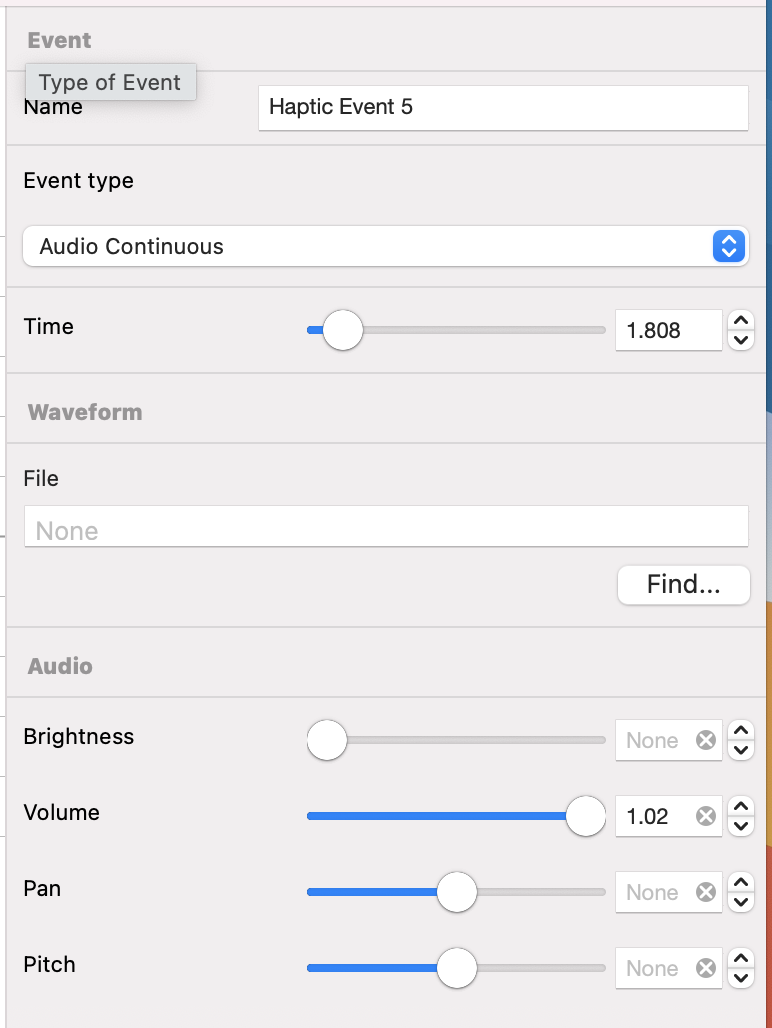 Event
Type of Event
Name
Haptic Event 5
Event type
Audio Continuous
Time
1.808
Waveform
File
None
Find...
Audio
Brightness
None
Volume
1.02
Pan
None
Pitch
None